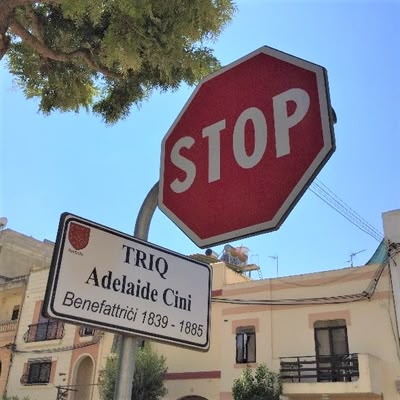 STOP
TRIQ
Adelaide Cini
Benefattriċi 1839 - 1885